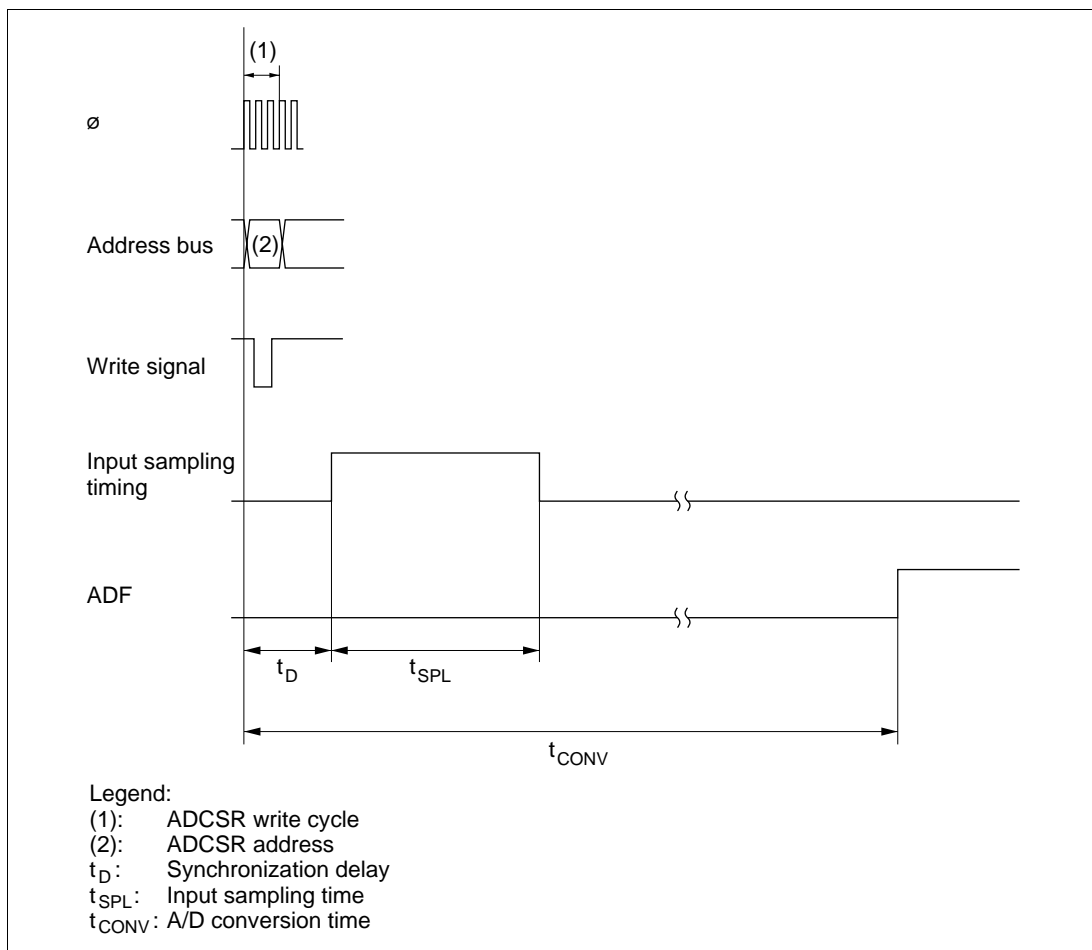 (1)
ø
Address bus
(2)
Write signal
Input sampling
timing
ADF
tD
tSPL
tCONV
Legend:
(1): ADCSR write cycle
(2): ADCSR address
tD: Synchronization delay
tSPL: Input sampling time
tCONV: A/D conversion time